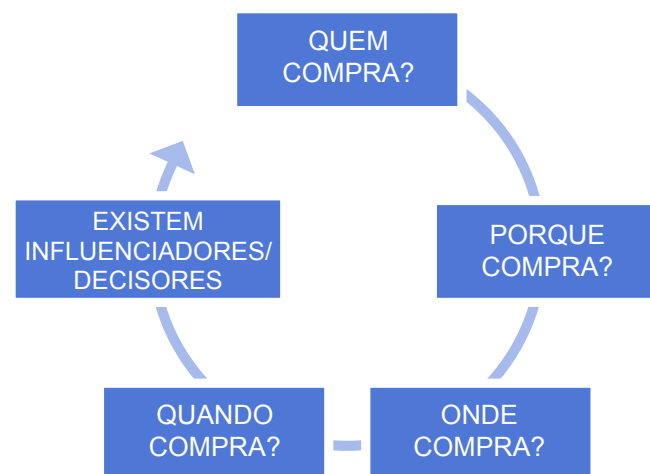 QUEM
COMPRA?
PORQUE
COMPRA?
ONDE
COMPRA?
QUANDO
COMPRA?
EXISTEM
INFLUENCIADORES/
DECISORES